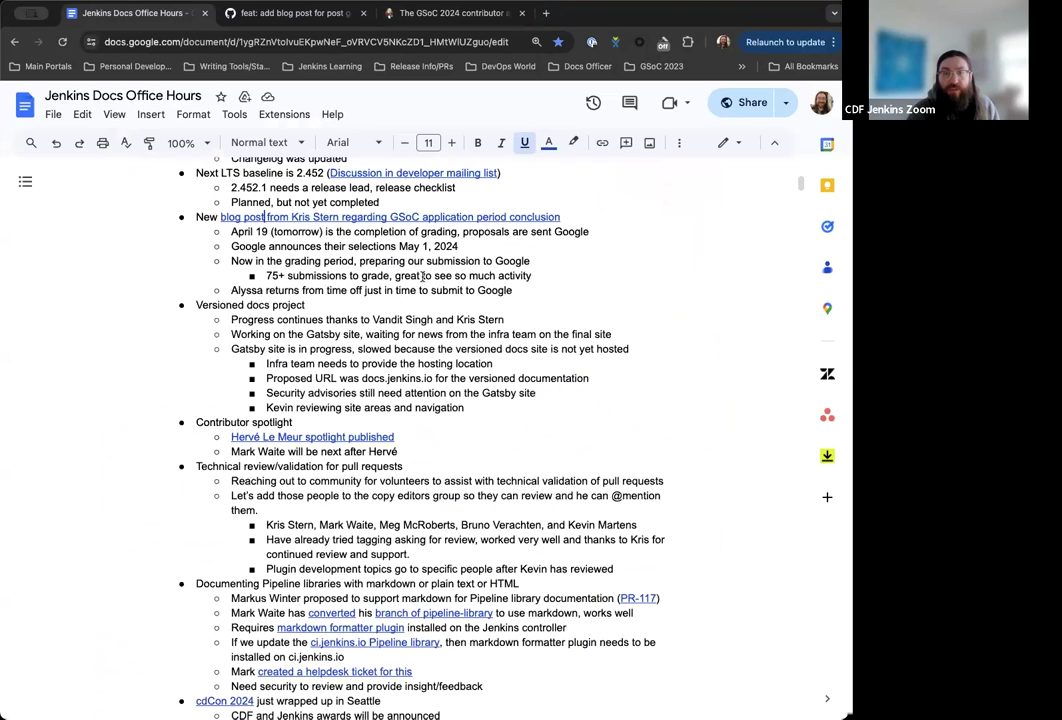 Jenkins Docs Office Hours -
feat: add blog post for post g
The GSoC 2024 contributor a
docs.google.com/document/d/1ygRZnVtoIvuEKpwNeF_oVRVCV5NKcZD1_HMtWlUZguo/edit
Off
Relaunch to update
Main Portals
Personal Develop...
Writing Tools/Sta...
Jenkins Learning
Release Info/PRs
DevOps World
Docs Officer
GSoC 2023
»
All Bookmarks
CDF Jenkins Zoom
Jenkins Docs Office Hours
File Edit View Insert Format Tools Extensions Help
Share
100% Normal text Arial 11 B I U A
Changelog was updated
Next LTS baseline is 2.452 (Discussion in developer mailing list)
2.452.1 needs a release lead, release checklist
Planned, but not yet completed
New blog post from Kris Stern regarding GSoC application period conclusion
April 19 (tomorrow) is the completion of grading, proposals are sent Google
Google announces their selections May 1, 2024
Now in the grading period, preparing our submission to Google
75+ submissions to grade, great to see so much activity
Alyssa returns from time off just in time to submit to Google
Versioned docs project
Progress continues thanks to Vandit Singh and Kris Stern
Working on the Gatsby site, waiting for news from the infra team on the final site
Gatsby site is in progress, slowed because the versioned docs site is not yet hosted
Infra team needs to provide the hosting location
Proposed URL was docs.jenkins.io for the versioned documentation
Security advisories still need attention on the Gatsby site
Kevin reviewing site areas and navigation
Contributor spotlight
Hervé Le Meur spotlight published
Mark Waite will be next after Hervé
Technical review/validation for pull requests
Reaching out to community for volunteers to assist with technical validation of pull requests
Let's add those people to the copy editors group so they can review and he can @mention
them.
Kris Stern, Mark Waite, Meg McRoberts, Bruno Verachten, and Kevin Martens
Have already tried tagging asking for review, worked very well and thanks to Kris for
continued review and support.
Plugin development topics go to specific people after Kevin has reviewed
Documenting Pipeline libraries with markdown or plain text or HTML
Markus Winter proposed to support markdown for Pipeline library documentation (PR-117)
Mark Waite has converted his branch of pipeline-library to use markdown, works well
Requires markdown formatter plugin installed on the Jenkins controller
If we update the ci.jenkins.io Pipeline library, then markdown formatter plugin needs to be
installed on ci.jenkins.io
Mark created a helpdesk ticket for this
Need security to review and provide insight/feedback
cdCon 2024 just wrapped up in Seattle
CDF and Jenkins awards will be announced